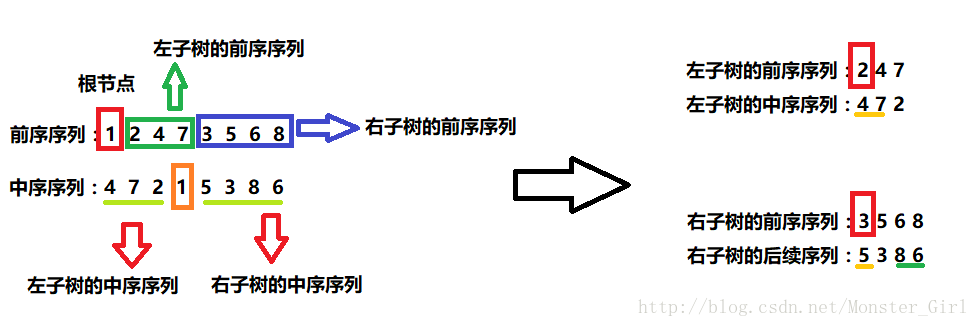 左子树的前序序列
根节点
前序序列：1 2 4 7 3 5 6 8
右子树的前序序列
中序序列：4 7 2 1 5 3 8 6
左子树的中序序列
右子树的中序序列
左子树的前序序列：2 4 7
左子树的中序序列：4 7 2
右子树的前序序列：3 5 6 8
右子树的后续序列：5 3 8 6
http://blog.csdn.net/Monster_Girl